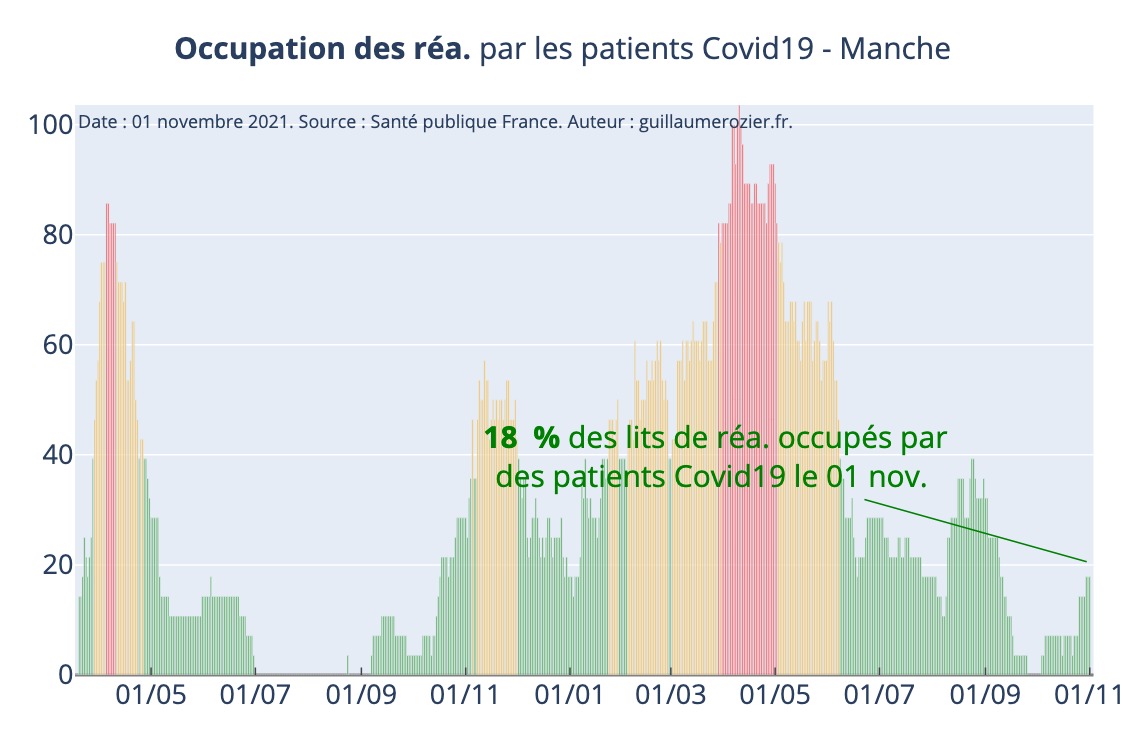 Occupation des réa. par les patients Covid19 - Manche
Date : 01 novembre 2021. Source : Santé publique France. Auteur : guillaumerozier.fr.
100
80
60
40
20
0
18 % des lits de réa. occupés par
des patients Covid19 le 01 nov.
01/05 01/07 01/09 01/11 01/01 01/03 01/05 01/07 01/09 01/11